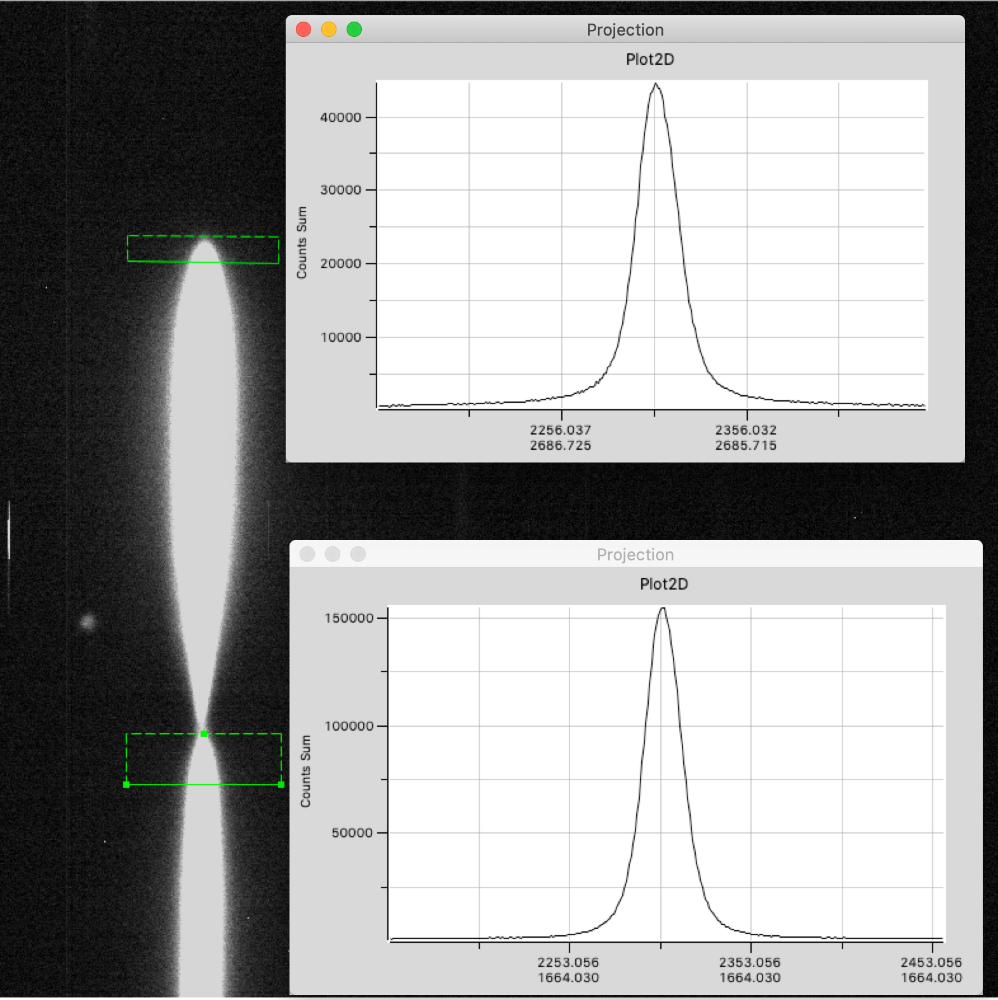 Projection
Plot2D
40000
30000
20000
10000
Counts Sum
2256.037 2356.032
2686.725 2685.715
Projection
Plot2D
150000
100000
50000
Counts Sum
2253.056 2353.056 2453.056
1664.030 1664.030 1664.030